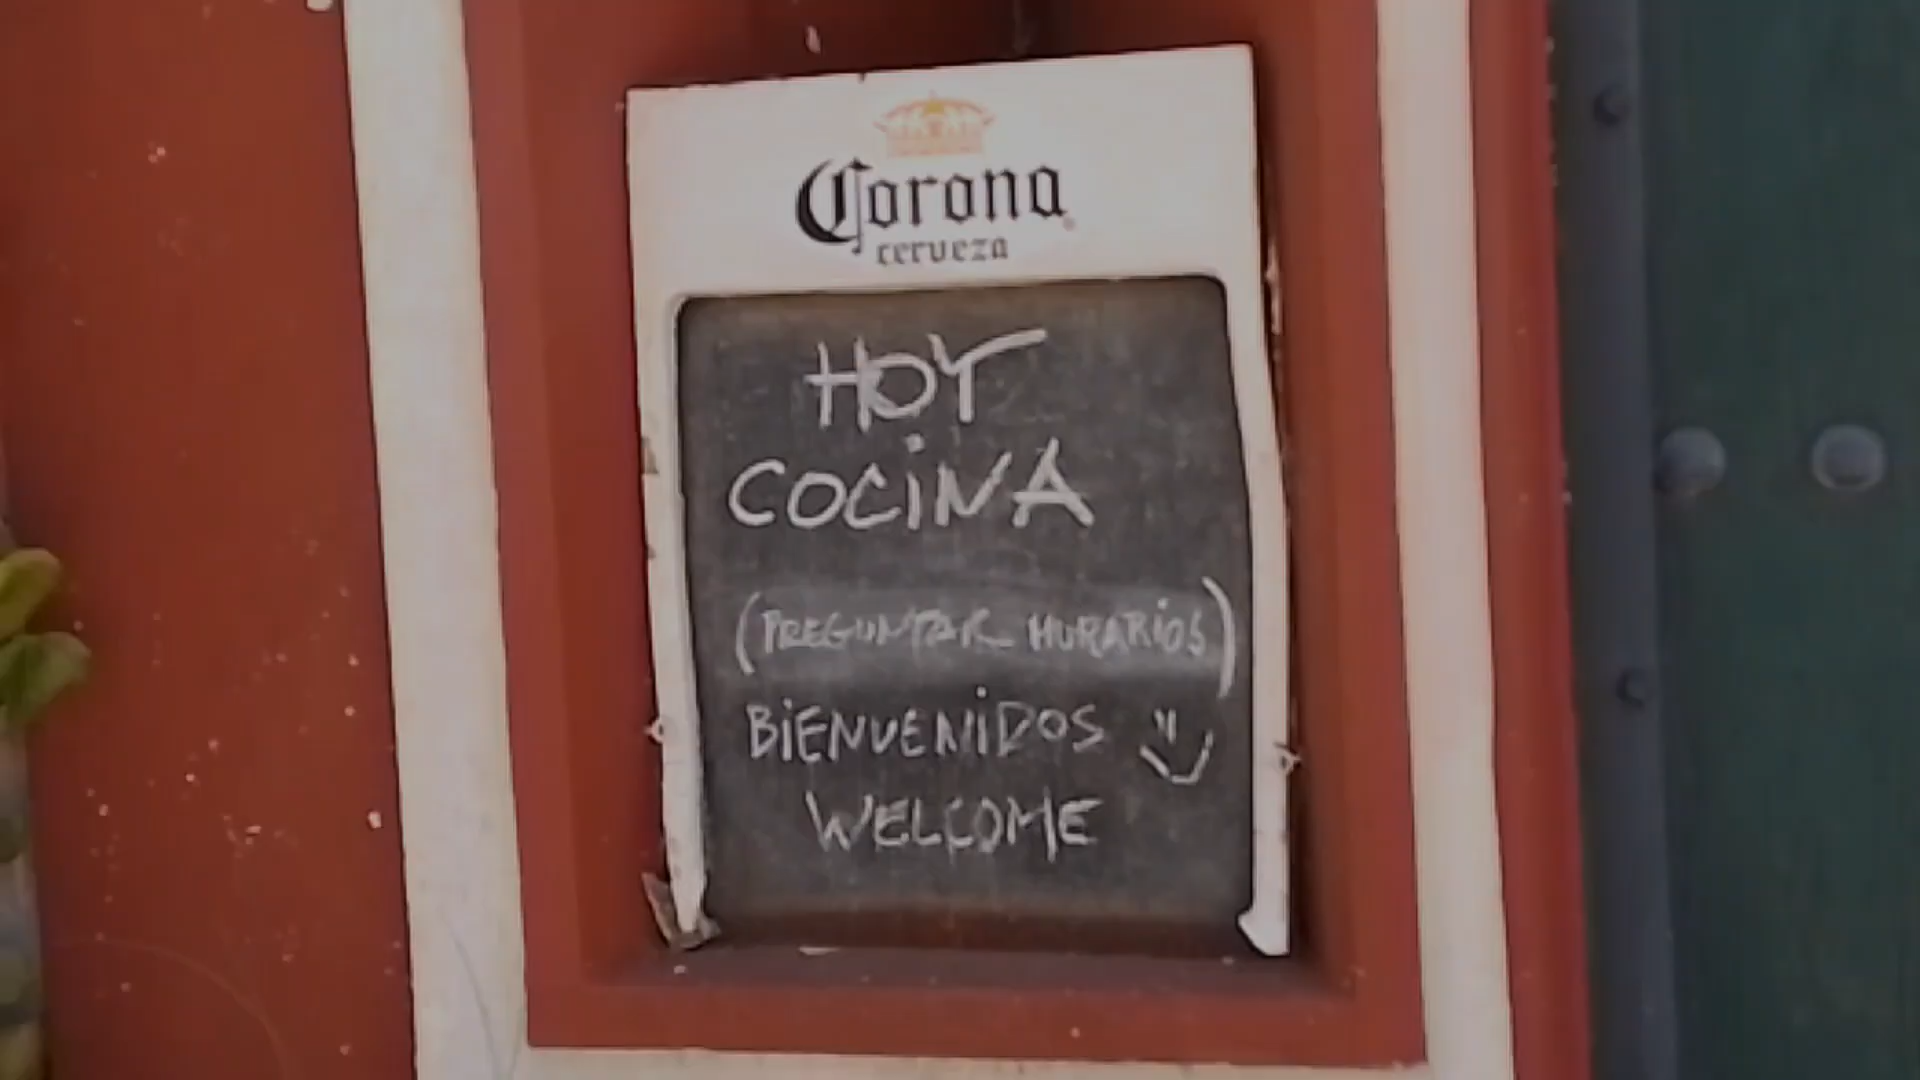 Corona
cerveza
HOY
COCINA
(PREGUNTAR HORARIOS)
BIENVENIDOS
WELCOME